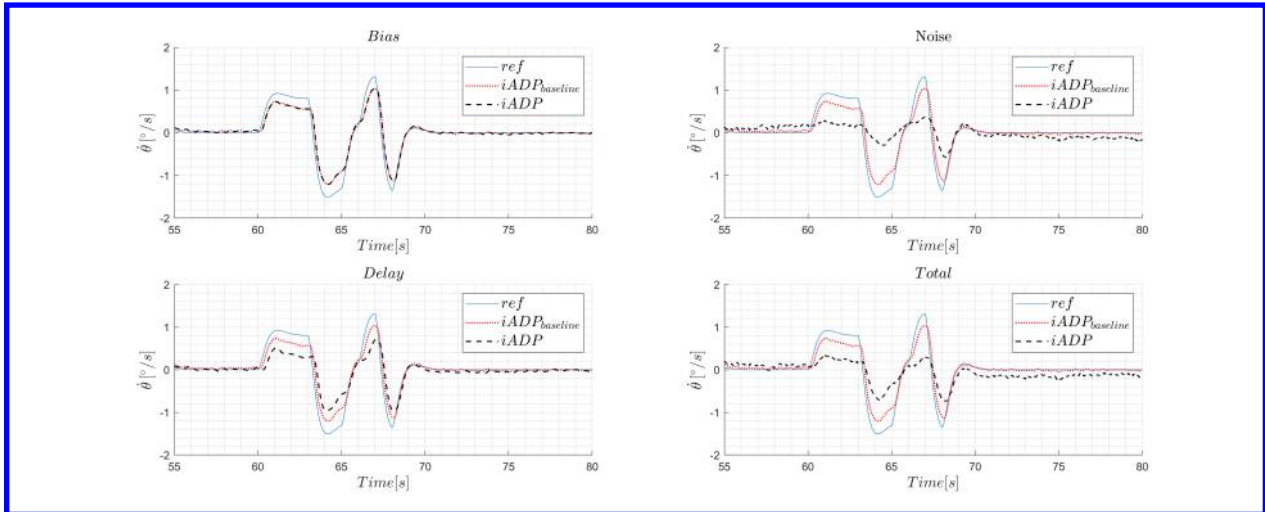 Bias
2
1
0
-1
-2
θ̇ [°/s]
ref
iADP_baseline
iADP
55 60 65 70 75 80
Time[s]
Noise
2
1
0
-1
-2
θ̇ [°/s]
ref
iADP_baseline
iADP
55 60 65 70 75 80
Time[s]
Delay
2
1
0
-1
-2
θ̇ [°/s]
ref
iADP_baseline
iADP
55 60 65 70 75 80
Time[s]
Total
2
1
0
-1
-2
θ̇ [°/s]
ref
iADP_baseline
iADP
55 60 65 70 75 80
Time[s]